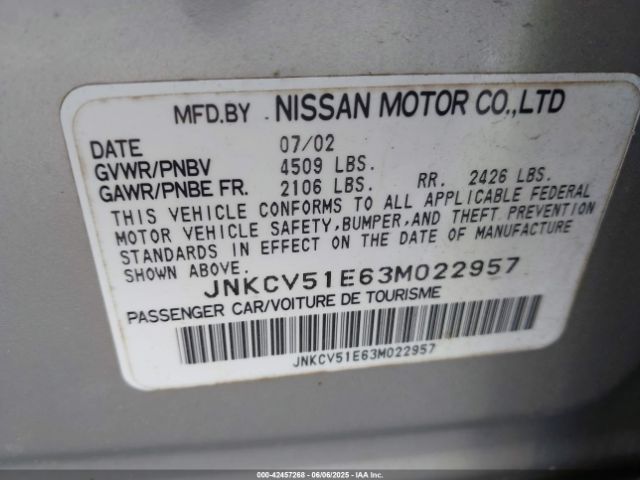 MFD.BY . NISSAN MOTOR CO.,LTD
DATE 07/02
GVWR/PNBV 4509 LBS.
GAWR/PNBE FR. 2106 LBS. RR. 2426 LBS.
THIS VEHICLE CONFORMS TO ALL APPLICABLE FEDERAL
MOTOR VEHICLE SAFETY,BUMPER,AND THEFT PREVENTION
STANDARDS IN EFFECT ON THE DATE OF MANUFACTURE
SHOWN ABOVE.
JNKCV51E63M022957
PASSENGER CAR/VOITURE DE TOURISME
JNKCV51E63M022957
000-42457268 - 06/06/2025 - IAAI.COM